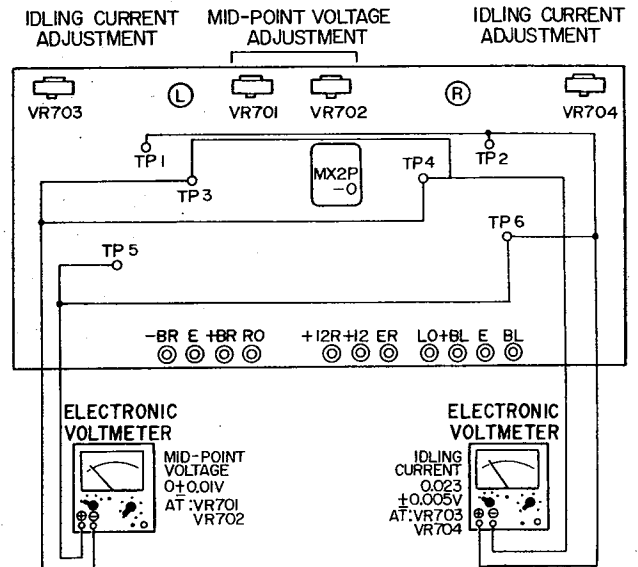 IDLING CURRENT
ADJUSTMENT
MID-POINT VOLTAGE
ADJUSTMENT
IDLING CURRENT
ADJUSTMENT
VR703
L
VR701
VR702
R
VR704
TP1
TP2
TP3
MX2P
-0
TP4
TP5
TP6
-BR E +BR RO
+12R +12 ER
LO +BL E BL
ELECTRONIC
VOLTMETER
MID-POINT
VOLTAGE
0±0.01V
AT:VR701
VR702
⊕ ⊖
ELECTRONIC
VOLTMETER
IDLING
CURRENT
0.023
±0.005V
AT:VR703
VR704
⊕ ⊖